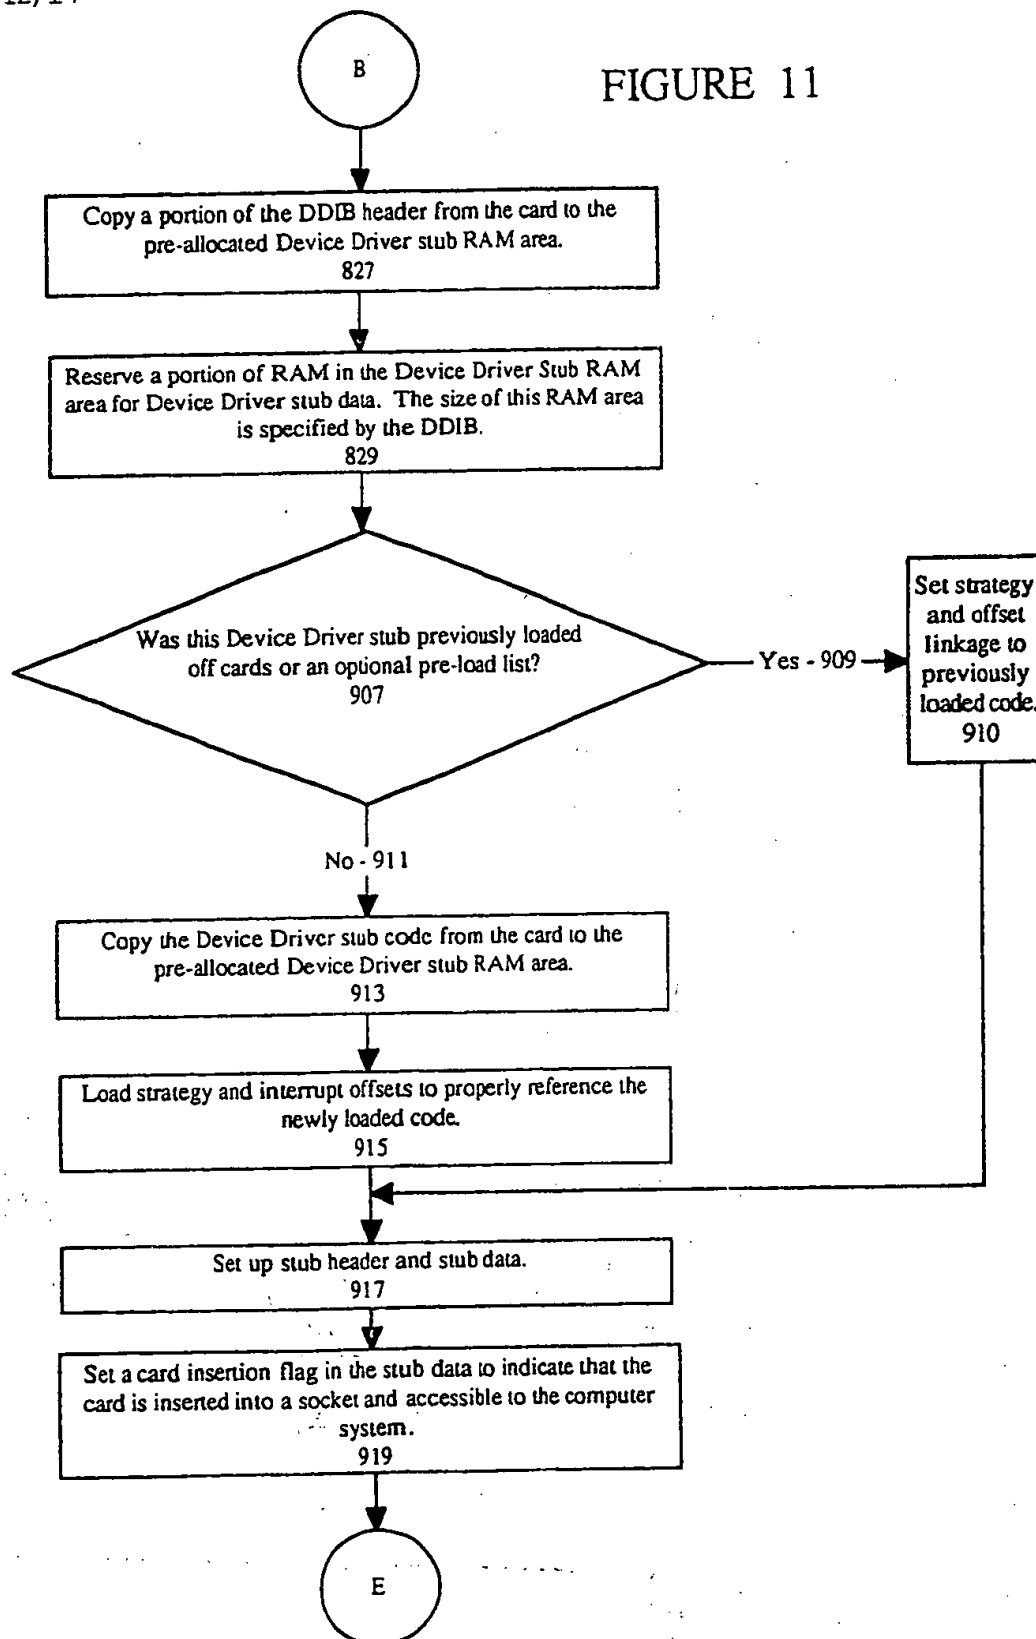 B
FIGURE 11
Copy a portion of the DDIB header from the card to the
pre-allocated Device Driver stub RAM area.
827
Reserve a portion of RAM in the Device Driver Stub RAM
area for Device Driver stub data. The size of this RAM area
is specified by the DDIB.
829
Was this Device Driver stub previously loaded
off cards or an optional pre-load list?
907
Yes - 909
Set strategy
and offset
linkage to
previously
loaded code.
910
No - 911
Copy the Device Driver stub code from the card to the
pre-allocated Device Driver stub RAM area.
913
Load strategy and interrupt offsets to properly reference the
newly loaded code.
915
Set up stub header and stub data.
917
Set a card insertion flag in the stub data to indicate that the
card is inserted into a socket and accessible to the computer
system.
919
E